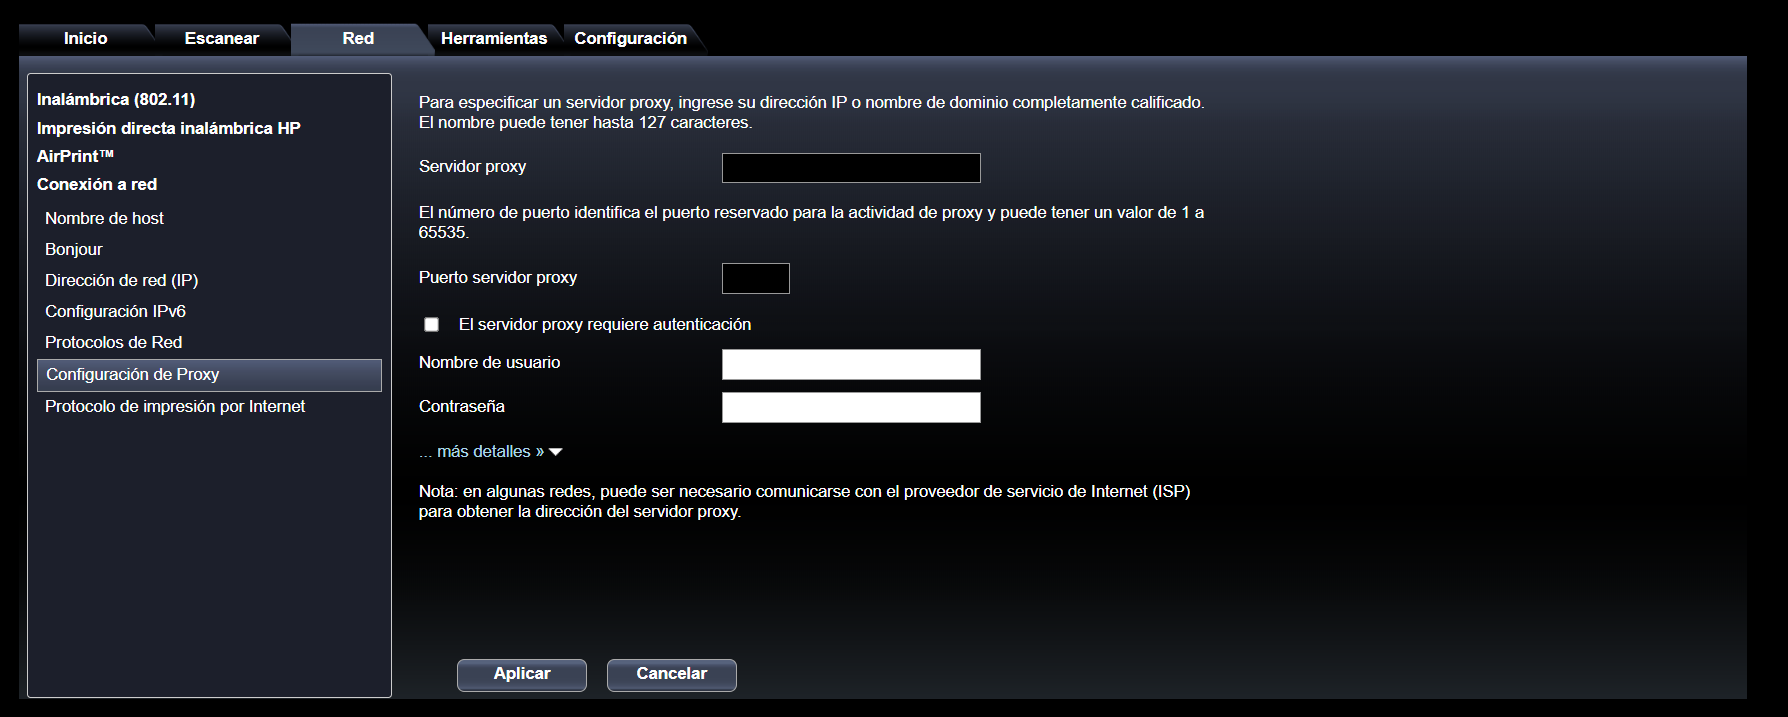 Inicio
Escanear
Red
Herramientas
Configuración
Inalámbrica (802.11)
Impresión directa inalámbrica HP
AirPrint™
Conexión a red
Nombre de host
Bonjour
Dirección de red (IP)
Configuración IPv6
Protocolos de Red
Configuración de Proxy
Protocolo de impresión por Internet
Para especificar un servidor proxy, ingrese su dirección IP o nombre de dominio completamente calificado.
El nombre puede tener hasta 127 caracteres.
Servidor proxy
El número de puerto identifica el puerto reservado para la actividad de proxy y puede tener un valor de 1 a
65535.
Puerto servidor proxy
El servidor proxy requiere autenticación
Nombre de usuario
Contraseña
... más detalles »
Nota: en algunas redes, puede ser necesario comunicarse con el proveedor de servicio de Internet (ISP)
para obtener la dirección del servidor proxy.
Aplicar
Cancelar